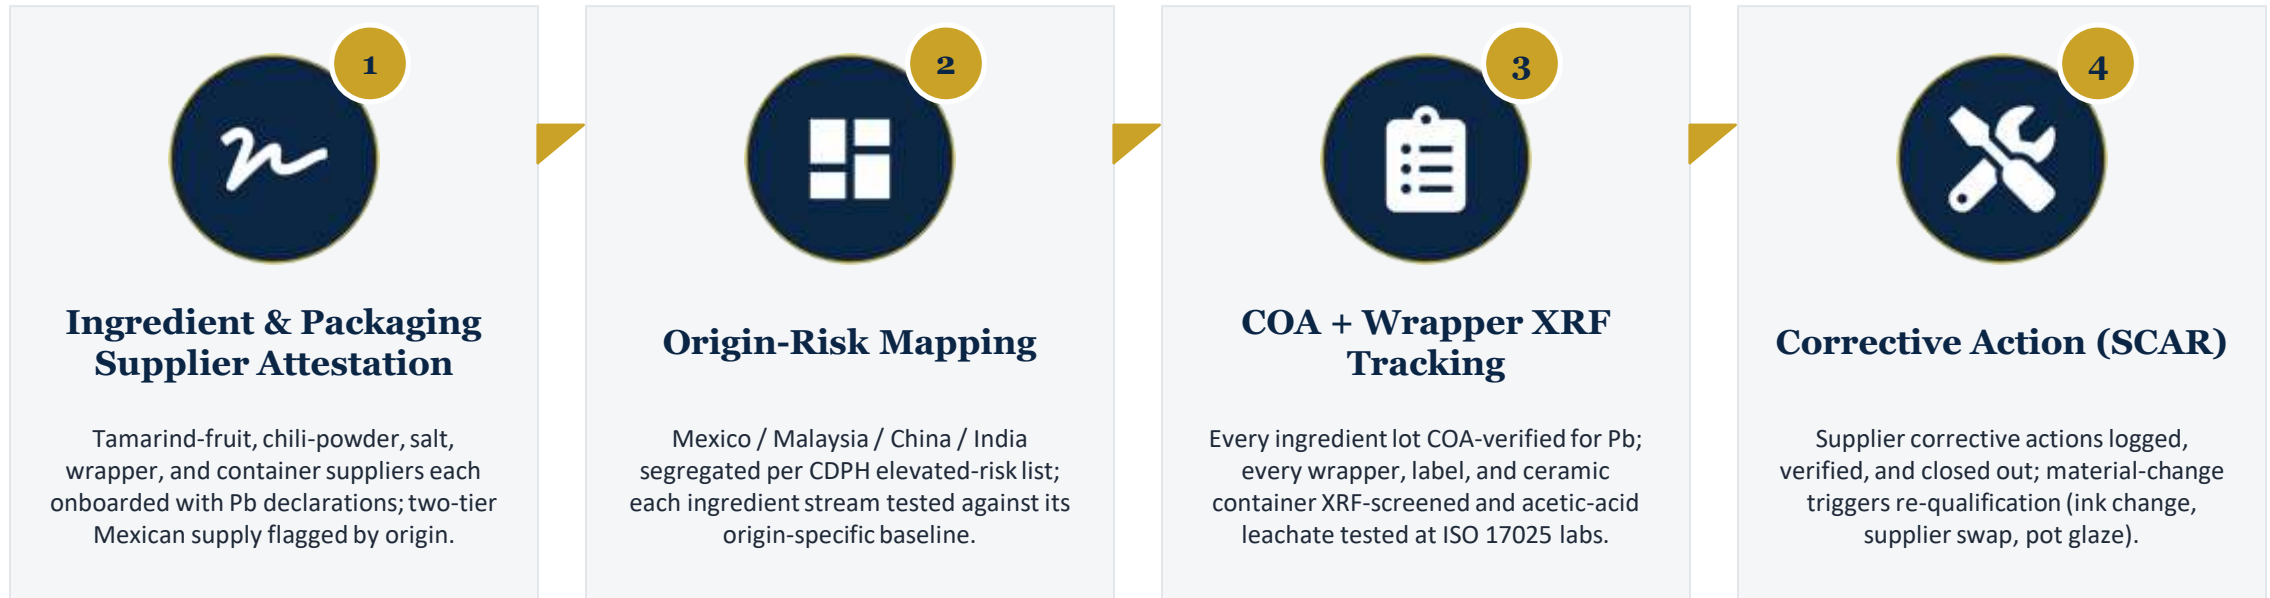 1
Ingredient & Packaging
Supplier Attestation
Tamarind-fruit, chili-powder, salt,
wrapper, and container suppliers each
onboarded with Pb declarations; two-tier
Mexican supply flagged by origin.
2
Origin-Risk Mapping
Mexico / Malaysia / China / India
segregated per CDPH elevated-risk list;
each ingredient stream tested against its
origin-specific baseline.
3
COA + Wrapper XRF
Tracking
Every ingredient lot COA-verified for Pb;
every wrapper, label, and ceramic
container XRF-screened and acetic-acid
leachate tested at ISO 17025 labs.
4
Corrective Action (SCAR)
Supplier corrective actions logged,
verified, and closed out; material-change
triggers re-qualification (ink change,
supplier swap, pot glaze).